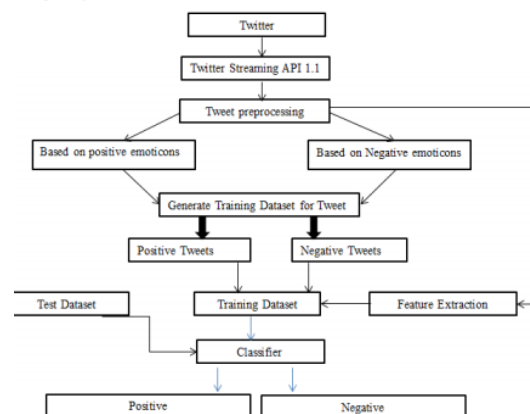 Twitter
Twitter Streaming API 1.1
Tweet preprocessing
Based on positive emoticons
Based on Negative emoticons
Generate Training Dataset for Tweet
Positive Tweets
Negative Tweets
Test Dataset
Training Dataset
Feature Extraction
Classifier
Positive
Negative